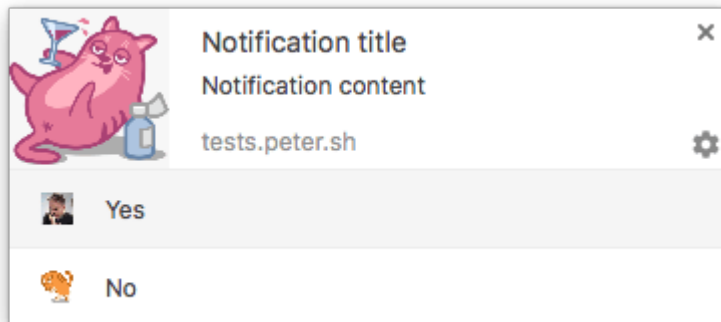 Notification title
Notification content
tests.peter.sh
Yes
No